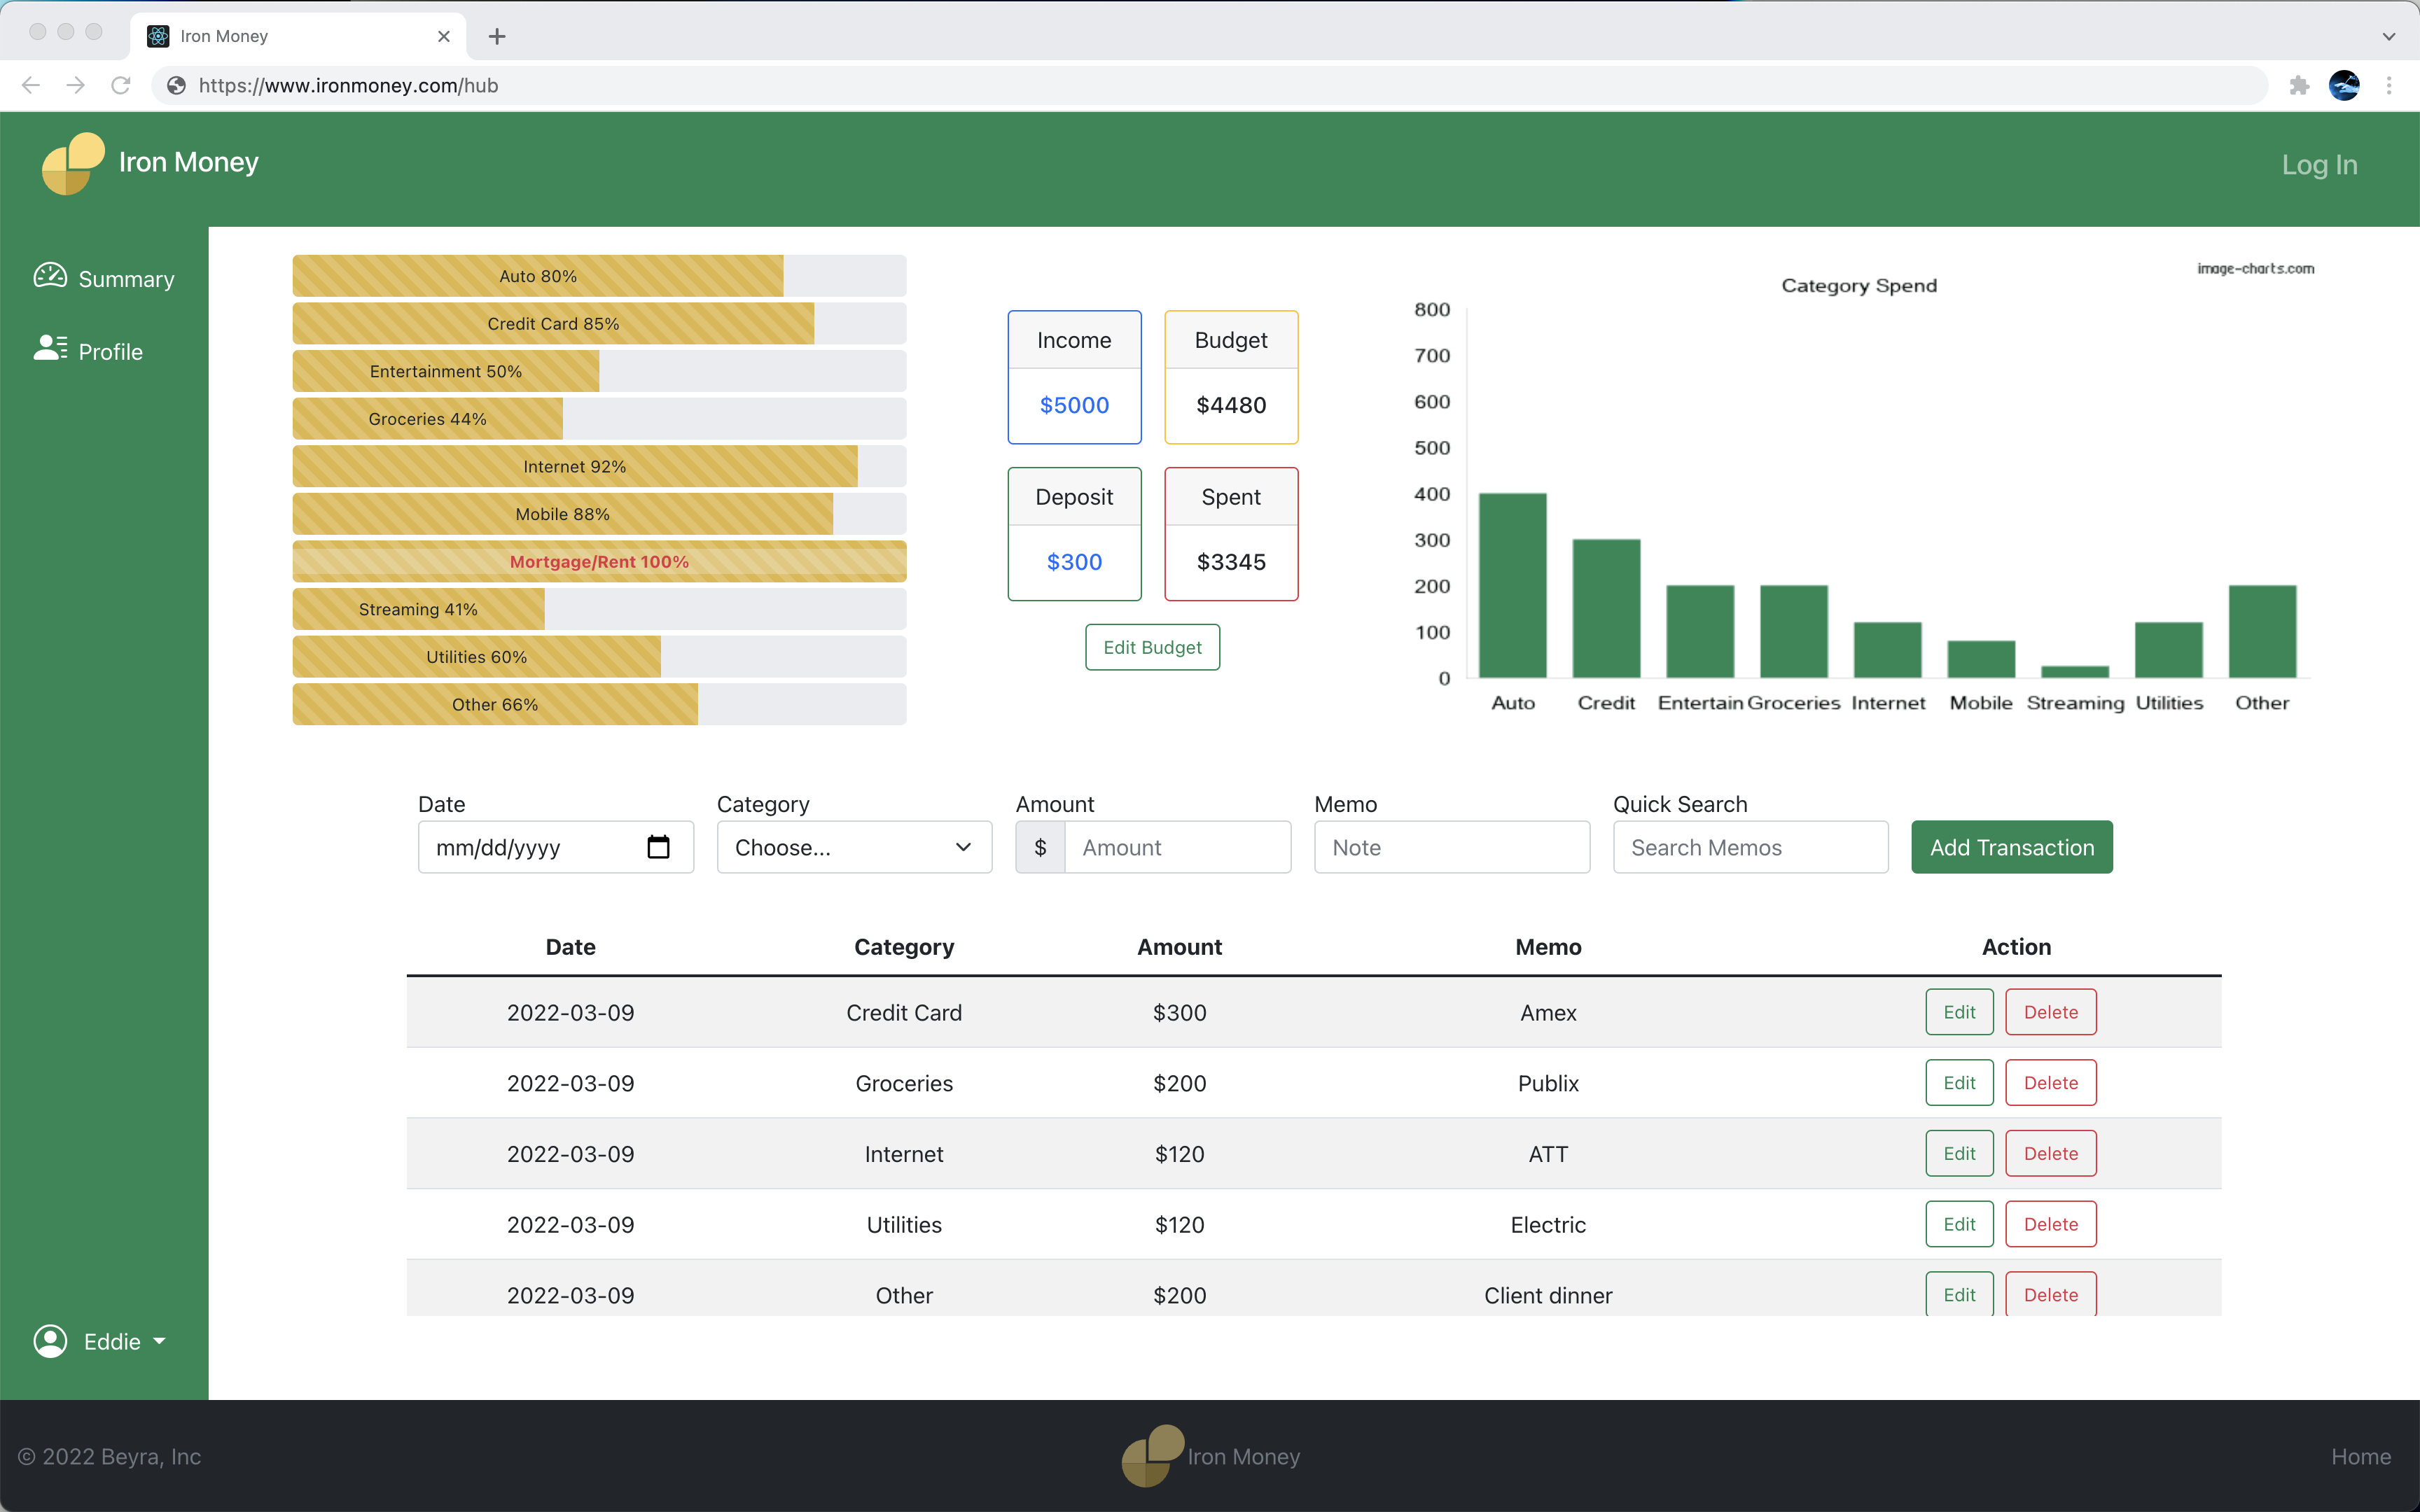 Iron Money
https://www.ironmoney.com/hub
Iron Money
Log In
Summary
Profile
Auto 80%
Credit Card 85%
Entertainment 50%
Groceries 44%
Internet 92%
Mobile 88%
Mortgage/Rent 100%
Streaming 41%
Utilities 60%
Other 66%
Income Budget
$5000 $4480
Deposit Spent
$300 $3345
Edit Budget
image-charts.com
Category Spend
800
700
600
500
400
300
200
100
0
Auto Credit Entertain Groceries Internet Mobile Streaming Utilities Other
Date Category Amount Memo Quick Search
mm/dd/yyyy Choose... $ Amount Note Search Memos Add Transaction
Date Category Amount Memo Action
2022-03-09 Credit Card $300 Amex Edit Delete
2022-03-09 Groceries $200 Publix Edit Delete
2022-03-09 Internet $120 ATT Edit Delete
2022-03-09 Utilities $120 Electric Edit Delete
2022-03-09 Other $200 Client dinner Edit Delete
Eddie
© 2022 Beyra, Inc Iron Money Home